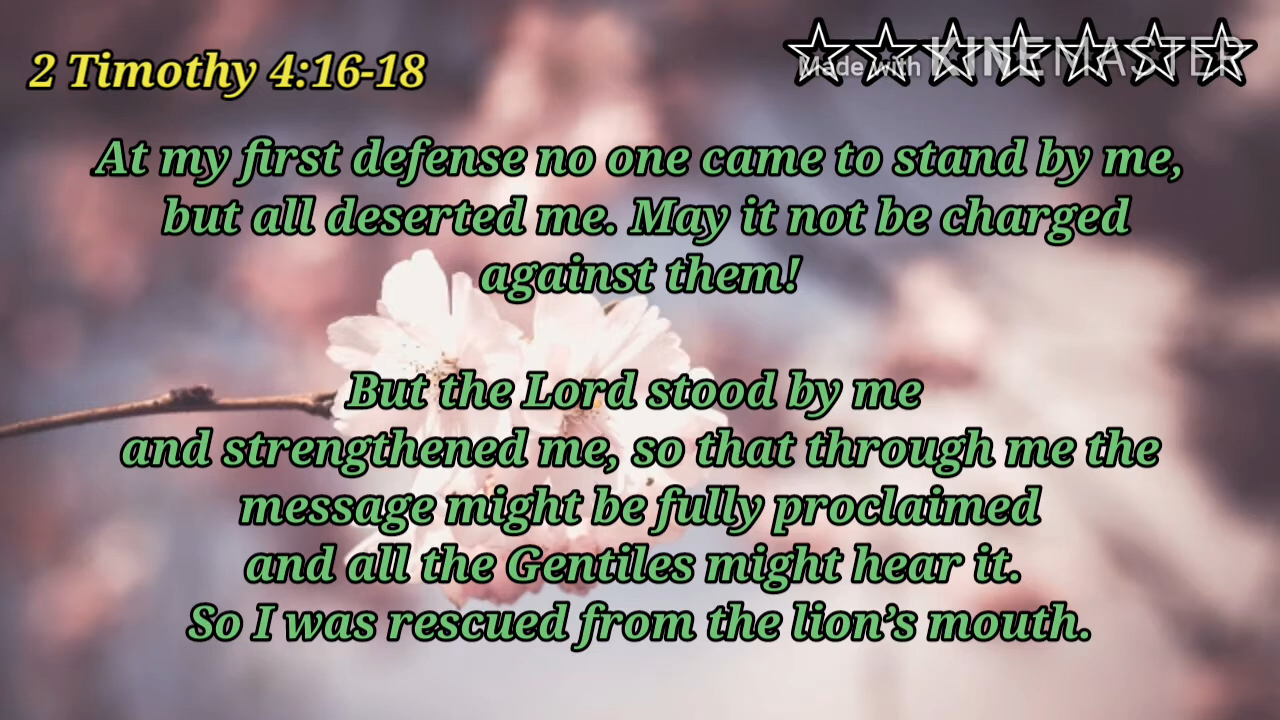 2 Timothy 4:16-18
☆☆☆☆☆☆☆
Made with KINEMASTER
At my first defense no one came to stand by me,
but all deserted me. May it not be charged
against them!
But the Lord stood by me
and strengthened me, so that through me the
message might be fully proclaimed
and all the Gentiles might hear it.
So I was rescued from the lion’s mouth.